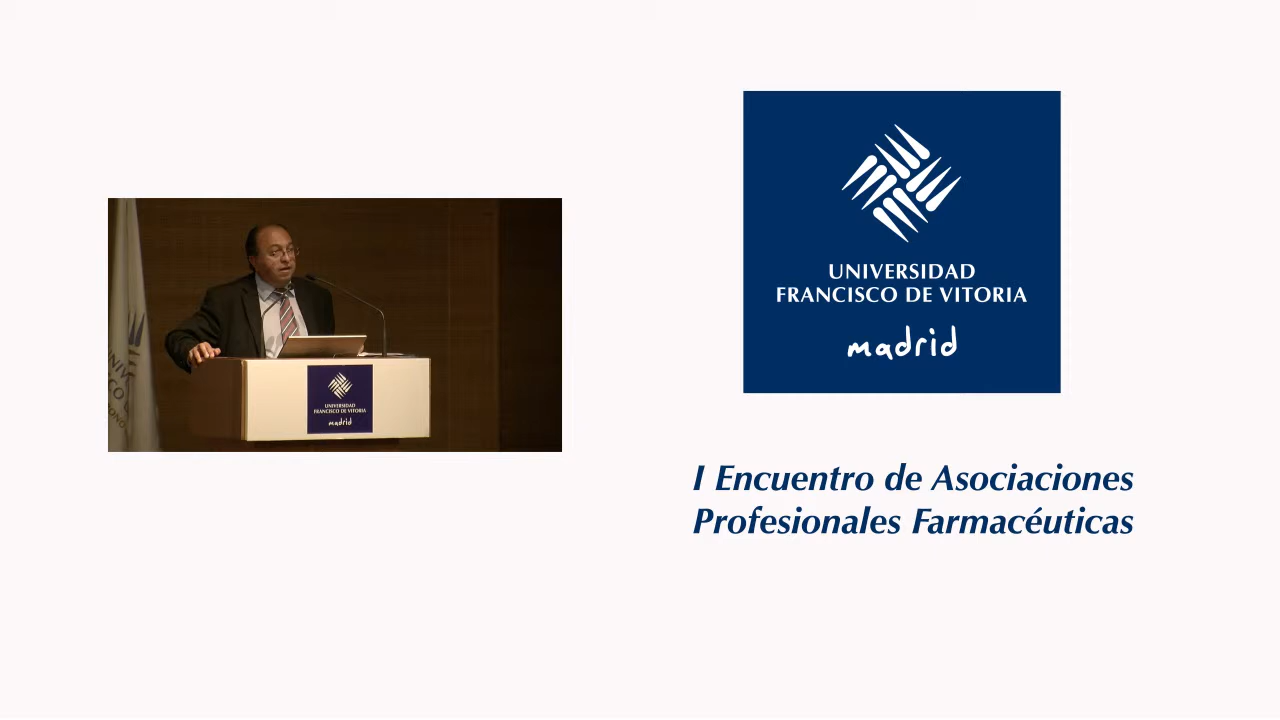 UNIVERSIDAD
FRANCISCO DE VITORIA
madrid
I Encuentro de Asociaciones
Profesionales Farmacéuticas
UNIVERSIDAD
FRANCISCO DE VITORIA
madrid